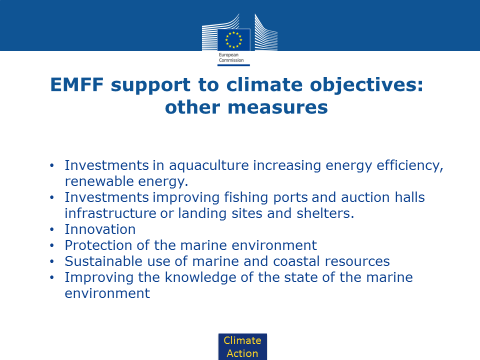 European
Commission
EMFF support to climate objectives:
other measures
• Investments in aquaculture increasing energy efficiency,
renewable energy.
• Investments improving fishing ports and auction halls
infrastructure or landing sites and shelters.
• Innovation
• Protection of the marine environment
• Sustainable use of marine and coastal resources
• Improving the knowledge of the state of the marine
environment
Climate
Action